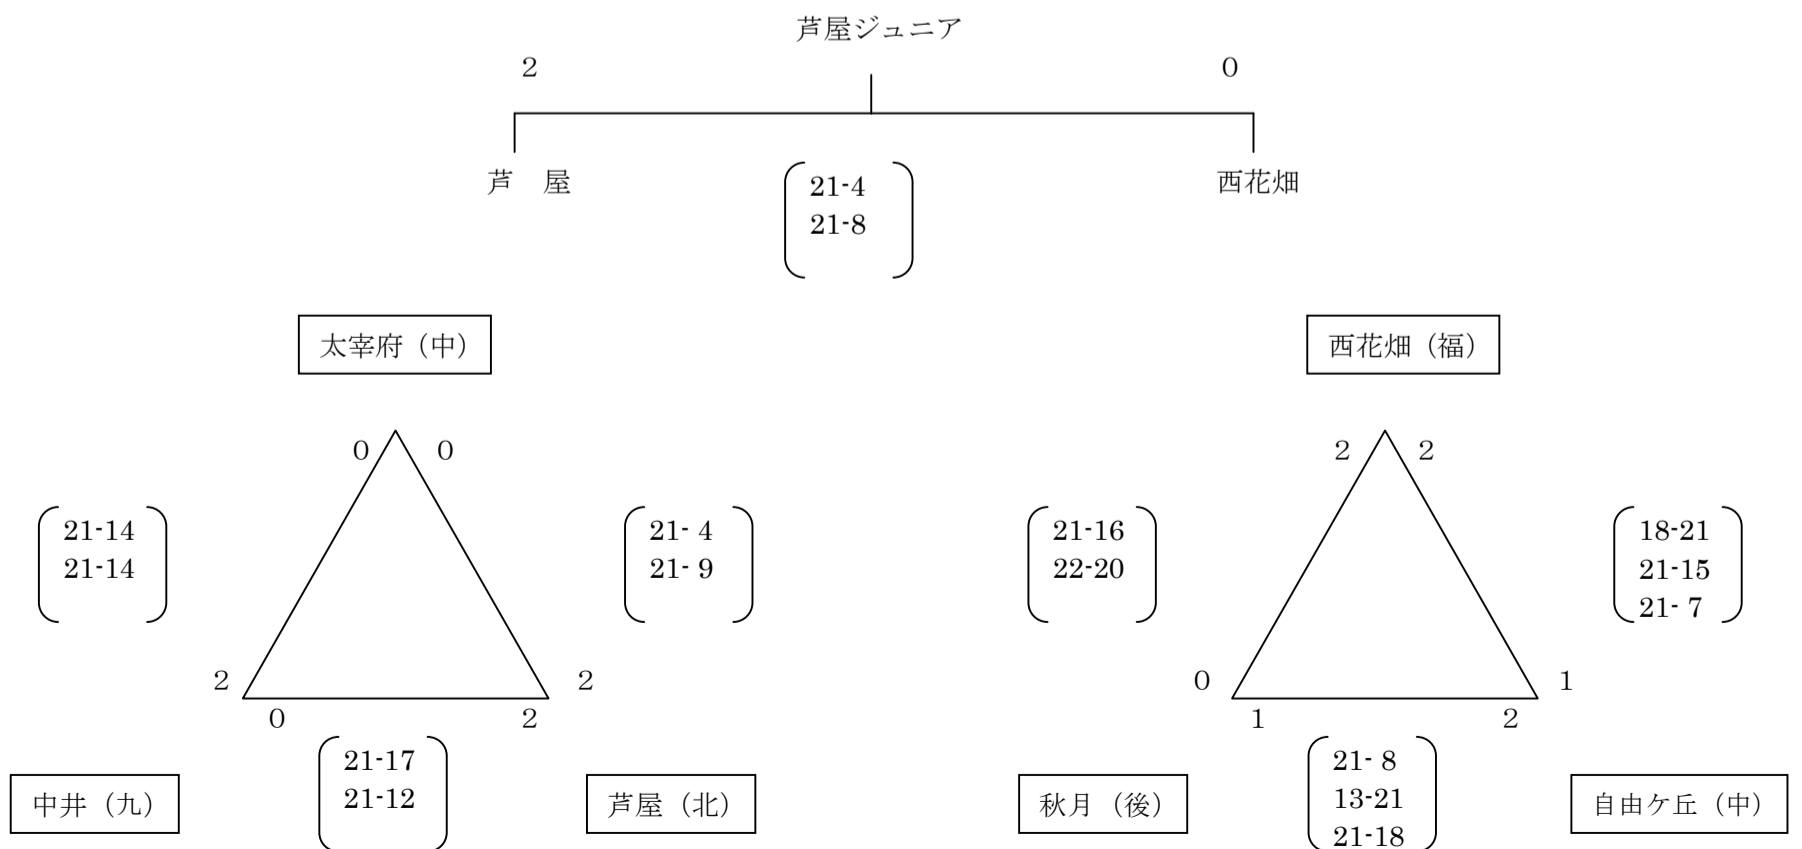 芦屋ジュニア
２ ０
芦　屋 西花畑
21-4
21-8
太宰府（中） 西花畑（福）
０ ０ ２ ２
21-14 21- 4 21-16 18-21
21-14 21- 9 22-20 21-15
21- 7
２ ２ ０ １
０ ２ １ ２
21-17 21- 8
21-12 13-21
21-18
中井（九） 芦屋（北） 秋月（後） 自由ケ丘（中）